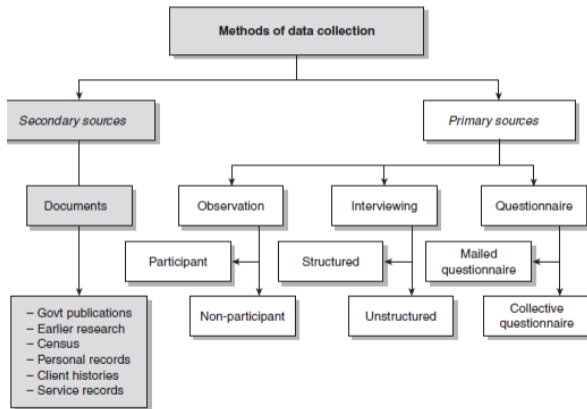 Methods of data collection
Secondary sources
Primary sources
Documents
Observation
Interviewing
Questionnaire
Participant
Structured
Mailed
questionnaire
– Govt publications
– Earlier research
– Census
– Personal records
– Client histories
– Service records
Non-participant
Unstructured
Collective
questionnaire